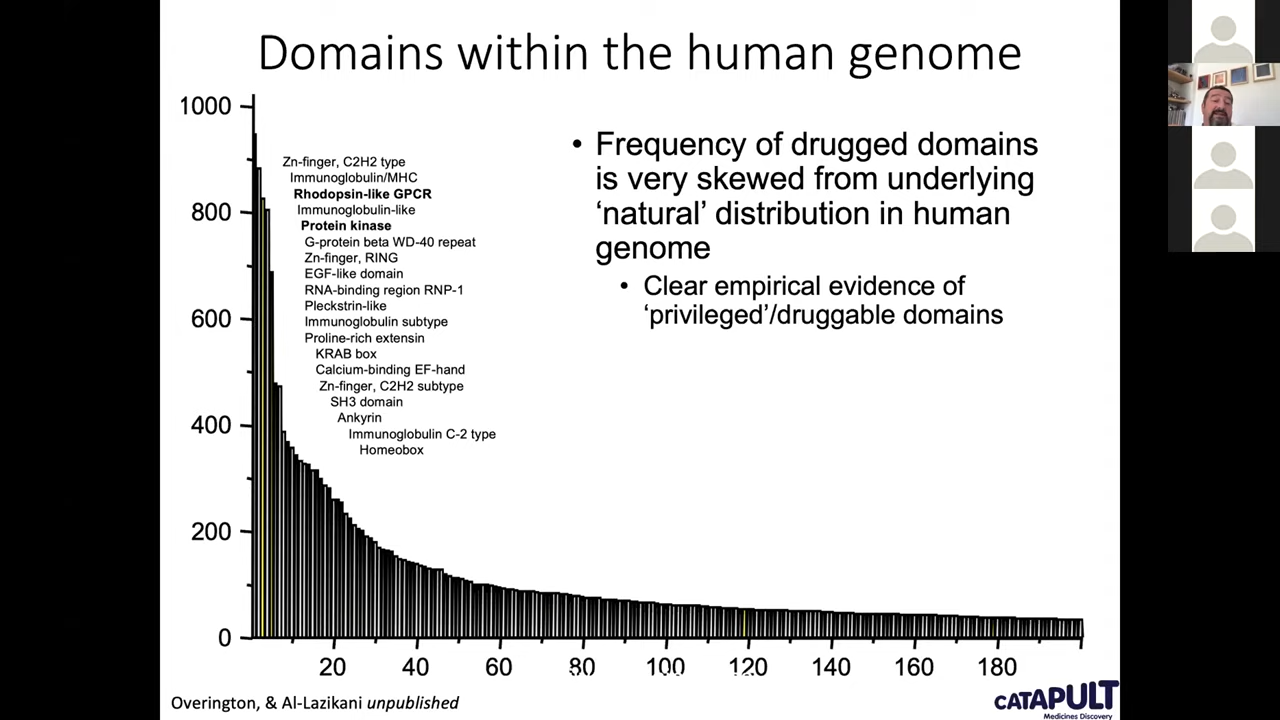 Domains within the human genome
1000
800
600
400
200
0
Zn-finger, C2H2 type
Immunoglobulin/MHC
Rhodopsin-like GPCR
Immunoglobulin-like
Protein kinase
G-protein beta WD-40 repeat
Zn-finger, RING
EGF-like domain
RNA-binding region RNP-1
Pleckstrin-like
Immunoglobulin subtype
Proline-rich extensin
KRAB box
Calcium-binding EF-hand
Zn-finger, C2H2 subtype
SH3 domain
Ankyrin
Immunoglobulin C-2 type
Homeobox
• Frequency of drugged domains
is very skewed from underlying
‘natural’ distribution in human
genome
• Clear empirical evidence of
‘privileged’/druggable domains
20 40 60 80 100 120 140 160 180
Overington, & Al-Lazikani unpublished
CATAPULT
Medicines Discovery